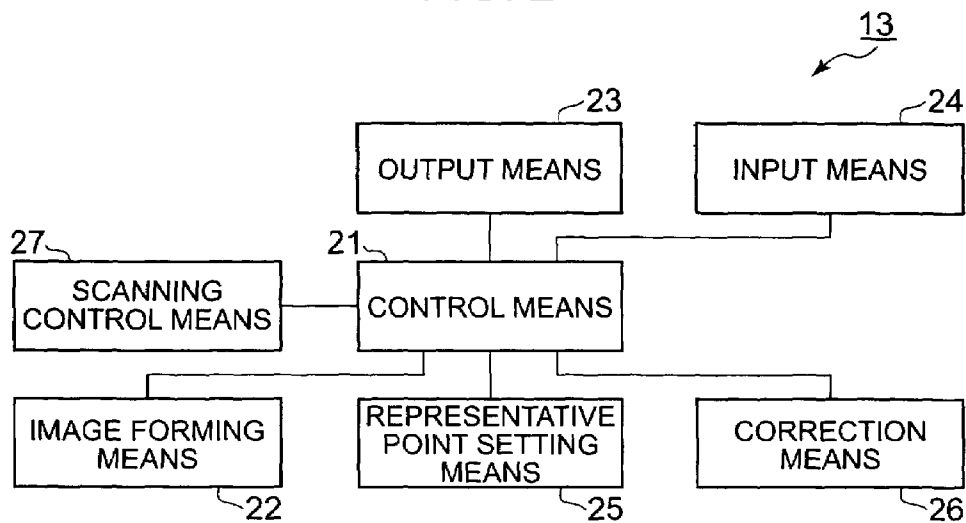 13
23
24
OUTPUT MEANS
INPUT MEANS
27
21
SCANNING
CONTROL MEANS
CONTROL MEANS
IMAGE FORMING
MEANS
REPRESENTATIVE
POINT SETTING
MEANS
CORRECTION
MEANS
22
25
26